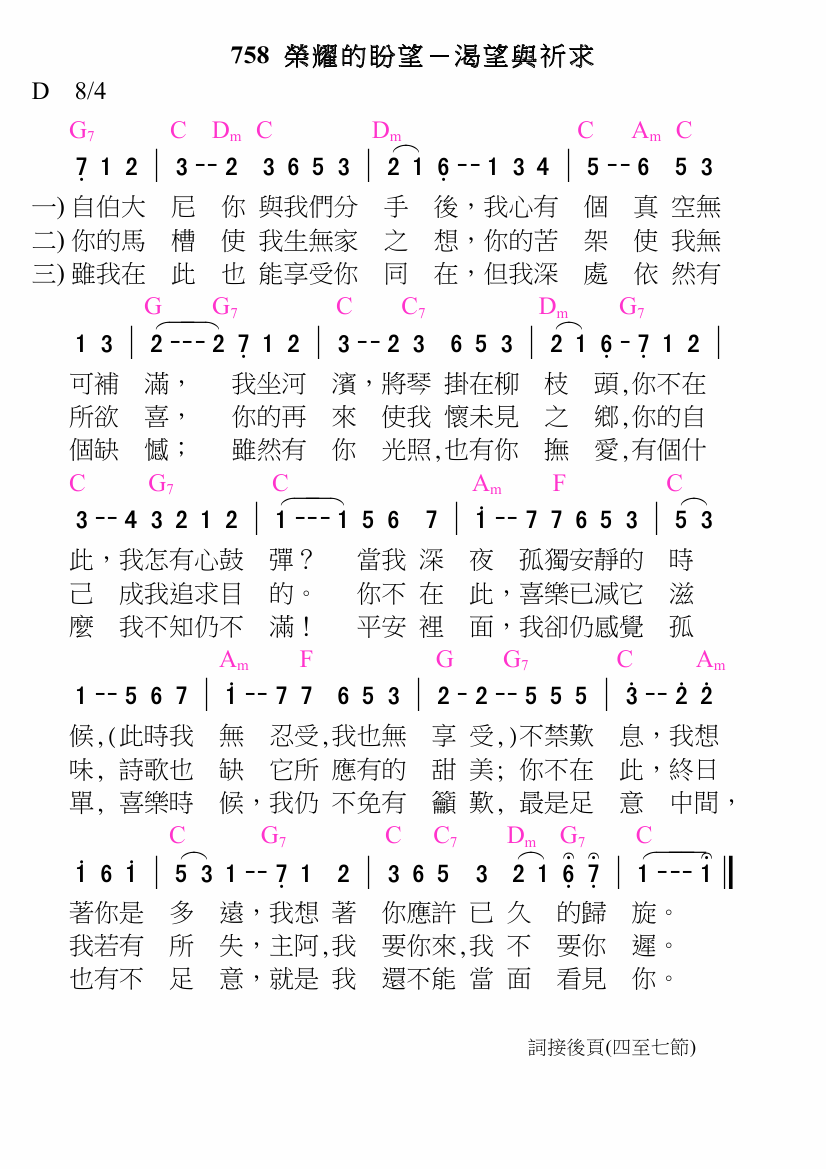 758 榮耀的盼望－渴望與祈求
D 8/4
G7 C Dm C Dm C Am C
7̣ 1 2 | 3 -- 2 3 6 5 3 | 2 1 6̣ -- 1 3 4 | 5 -- 6 5 3
一) 自伯大 尼 你 與我們分 手 後，我心有 個 真 空無
二) 你的馬 槽 使 我生無家 之 想，你的苦 架 使 我無
三) 雖我在 此 也 能享受你 同 在，但我深 處 依 然有
G G7 C C7 Dm G7
1 3 | 2 --- 2 7̣ 1 2 | 3 -- 2 3 6 5 3 | 2 1 6̣ - 7̣ 1 2 |
可補 滿， 我坐河 濱，將琴 掛在柳 枝 頭,你不在
所欲 喜， 你的再 來 使我 懷未見 之 鄉,你的自
個缺 憾； 雖然有 你 光照,也有你 撫 愛,有個什
C G7 C Am F C
3 -- 4 3 2 1 2 | 1 --- 1 5 6 7 | 1̇ -- 7 7 6 5 3 | 5 3
此，我怎有心鼓 彈？ 當我 深 夜 孤獨安靜的 時
己 成我追求目 的。 你不 在 此，喜樂已減它 滋
麼 我不知仍不 滿！ 平安 裡 面，我卻仍感覺 孤
Am F G G7 C Am
1 -- 5 6 7 | 1̇ -- 7 7 6 5 3 | 2 - 2 -- 5 5 5 | 3̇ -- 2̇ 2̇
候,(此時我 無 忍受,我也無 享 受,)不禁歎 息，我想
味, 詩歌也 缺 它所 應有的 甜 美; 你不在 此，終日
單, 喜樂時 候，我仍 不免有 籲 歎, 最是足 意 中間，
C G7 C C7 Dm G7 C
1̇ 6 1̇ | 5 3 1 -- 7̣ 1 2 | 3 6 5 3 2 1 6̣ 7̣ | 1 --- 1 ‖
著你是 多 遠，我想 著 你應許 已 久 的歸 旋。
我若有 所 失，主阿,我 要你來,我 不 要你 遲。
也有不 足 意，就是 我 還不能 當 面 看見 你。
詞接後頁(四至七節)